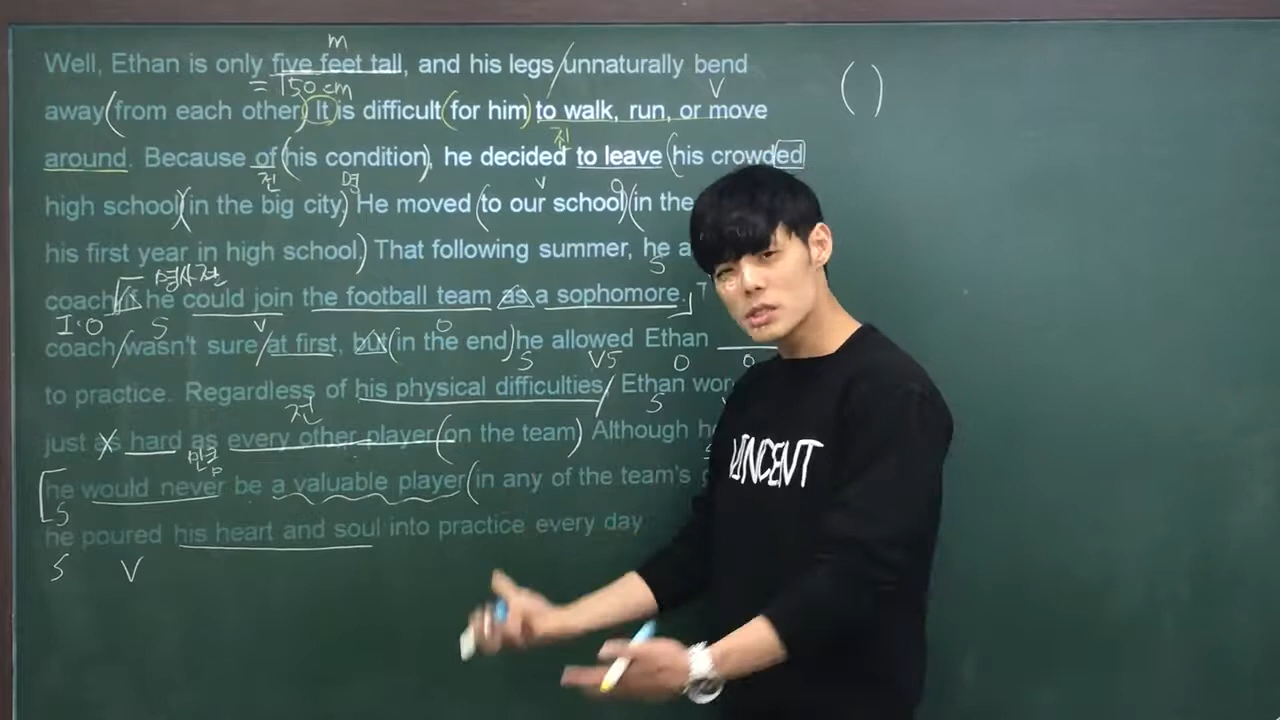 Well, Ethan is only five feet tall, and his legs unnaturally bend
away from each other. It is difficult for him to walk, run, or move
around. Because of his condition, he decided to leave his crowded
high school in the big city. He moved to our school in the
his first year in high school. That following summer, he
coach if he could join the football team as a sophomore.
coach wasn't sure at first, but in the end he allowed Ethan
to practice. Regardless of his physical difficulties, Ethan
just as hard as every other player on the team. Although
he would never be a valuable player in any of the team's
he poured his heart and soul into practice every day
m
= 150 cm
V
( )
전
전
명
v
o
S
명사절
I·O
S
v
O
S
V5
O
O
S
전
만큼
S
S
V
VINCENT